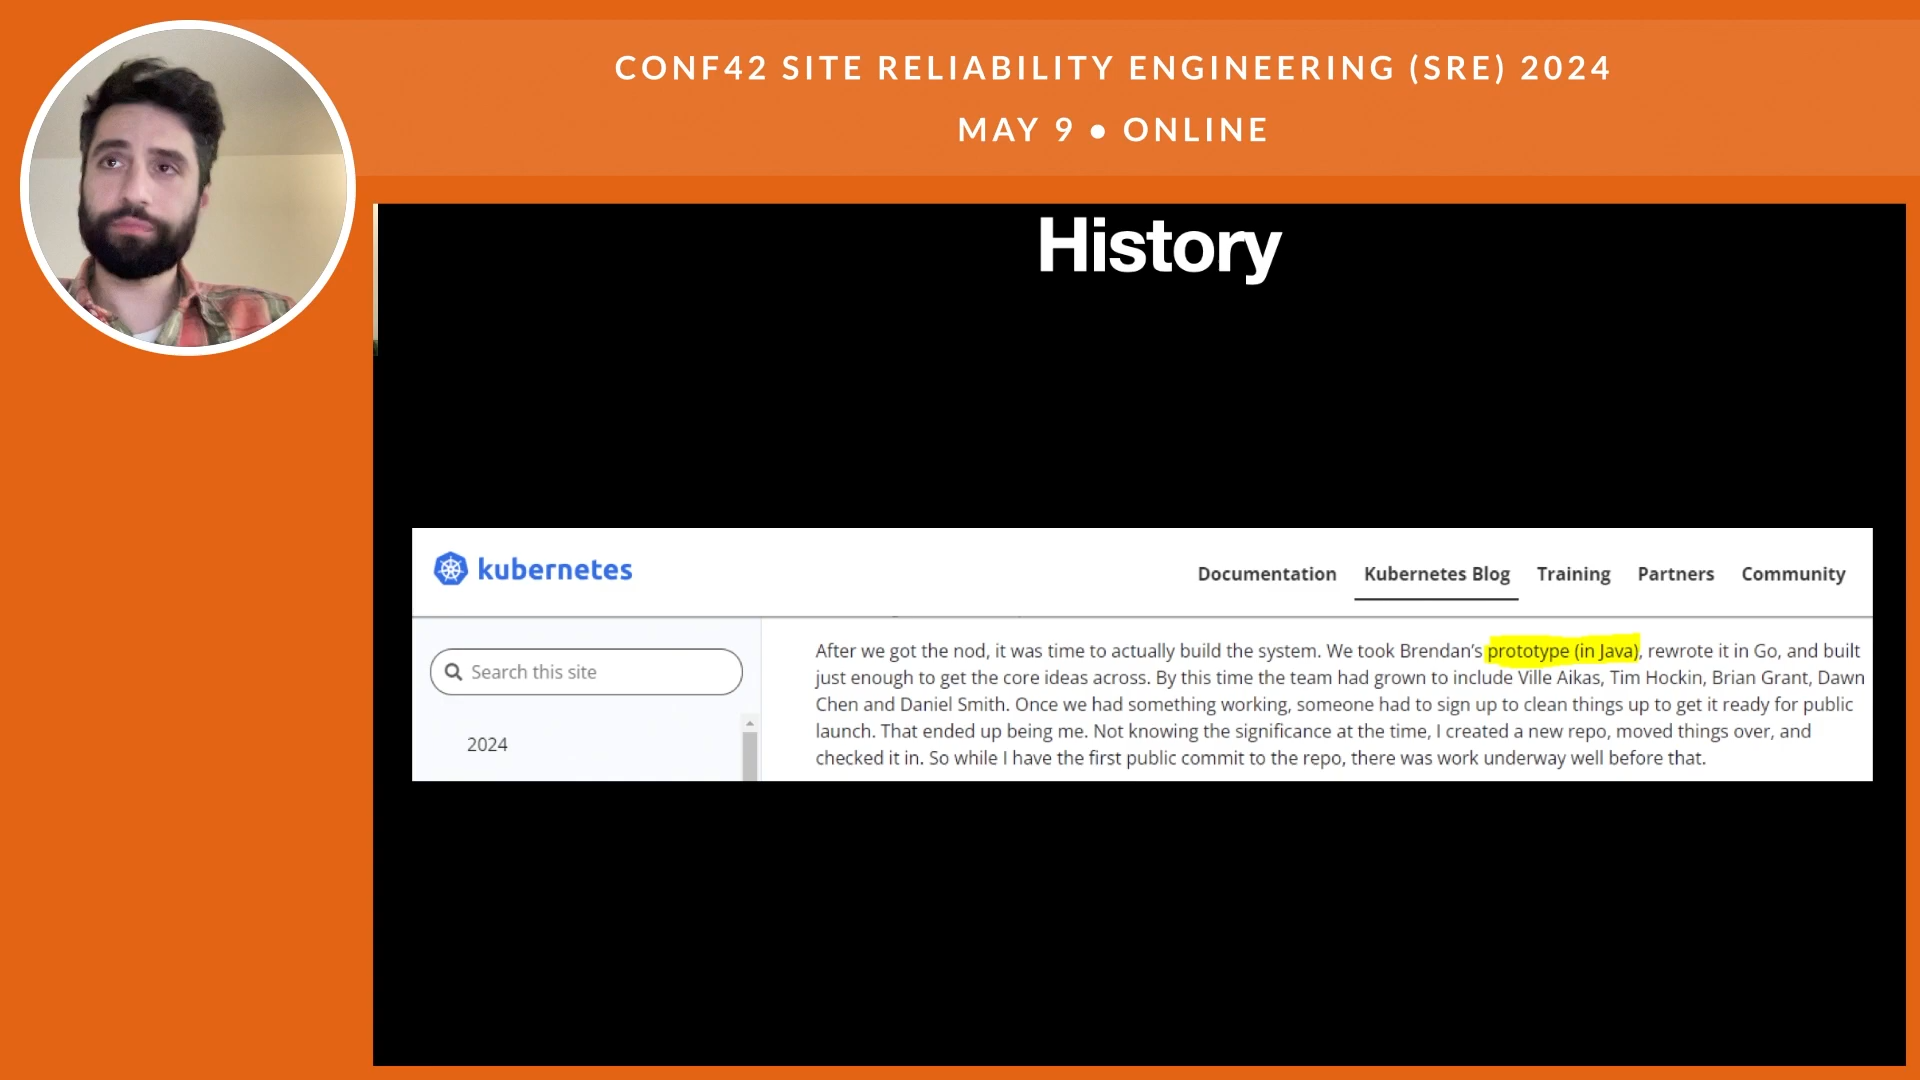 CONF42 SITE RELIABILITY ENGINEERING (SRE) 2024
MAY 9 • ONLINE
History
kubernetes
Documentation
Kubernetes Blog
Training
Partners
Community
Search this site
2024
After we got the nod, it was time to actually build the system. We took Brendan's prototype (in Java), rewrote it in Go, and built
just enough to get the core ideas across. By this time the team had grown to include Ville Aikas, Tim Hockin, Brian Grant, Dawn
Chen and Daniel Smith. Once we had something working, someone had to sign up to clean things up to get it ready for public
launch. That ended up being me. Not knowing the significance at the time, I created a new repo, moved things over, and
checked it in. So while I have the first public commit to the repo, there was work underway well before that.